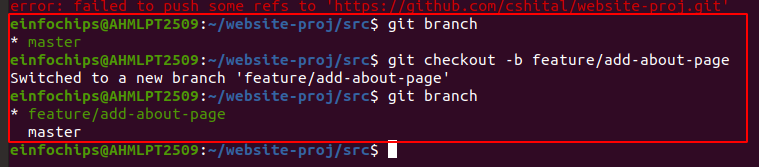 error: failed to push some refs to 'https://github.com/cshital/website-proj.git'
einfochips@AHMLPT2509:~/website-proj/src$ git branch
* master
einfochips@AHMLPT2509:~/website-proj/src$ git checkout -b feature/add-about-page
Switched to a new branch 'feature/add-about-page'
einfochips@AHMLPT2509:~/website-proj/src$ git branch
* feature/add-about-page
  master
einfochips@AHMLPT2509:~/website-proj/src$